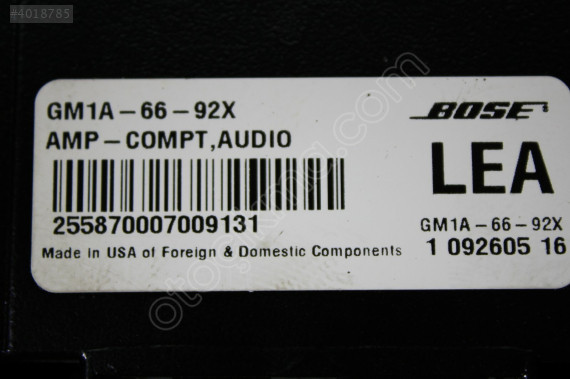 #4018785
GM1A-66-92X
BOSE
AMP-COMPT,AUDIO
LEA
255870007009131
GM1A-66-92X
Made in USA of Foreign & Domestic Components
1 092605 16